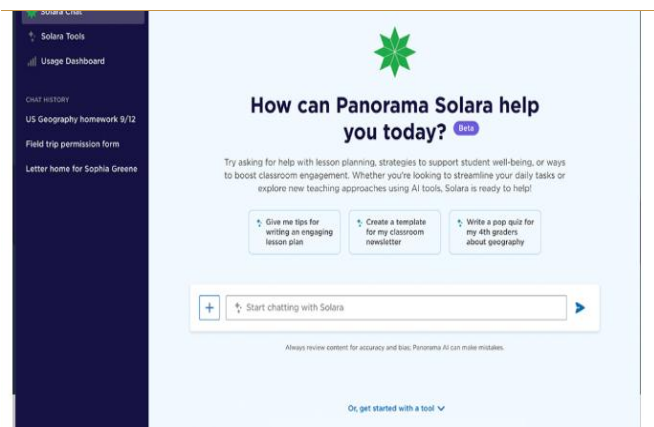 Solara Chat
Solara Tools
Usage Dashboard
CHAT HISTORY
US Geography homework 9/12
Field trip permission form
Letter home for Sophia Greene
How can Panorama Solara help
you today? Beta
Try asking for help with lesson planning, strategies to support student well-being, or ways
to boost classroom engagement. Whether you're looking to streamline your daily tasks or
explore new teaching approaches using AI tools, Solara is ready to help!
Give me tips for
writing an engaging
lesson plan
Create a template
for my classroom
newsletter
Write a pop quiz for
my 4th graders
about geography
Start chatting with Solara
Always review content for accuracy and bias; Panorama AI can make mistakes.
Or, get started with a tool